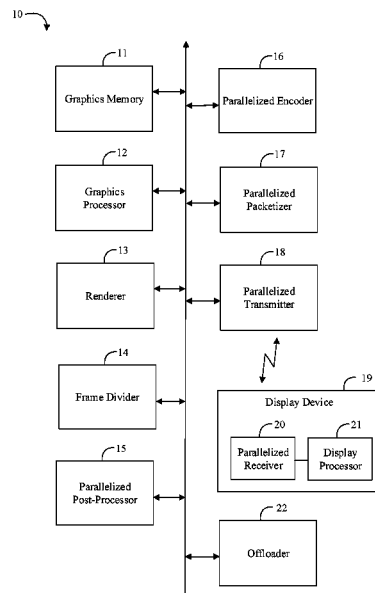 10
11
Graphics Memory
12
Graphics
Processor
13
Renderer
14
Frame Divider
15
Parallelized
Post-Processor
16
Parallelized Encoder
17
Parallelized
Packetizer
18
Parallelized
Transmitter
19
Display Device
20
Parallelized
Receiver
21
Display
Processor
22
Offloader